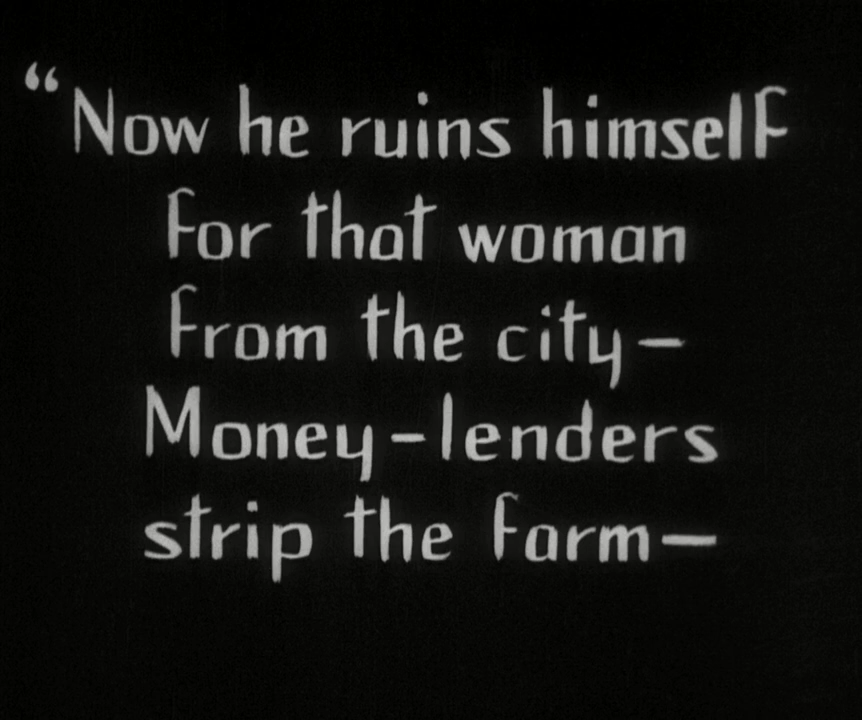 “Now he ruins himself
for that woman
from the city—
Money-lenders
strip the farm—